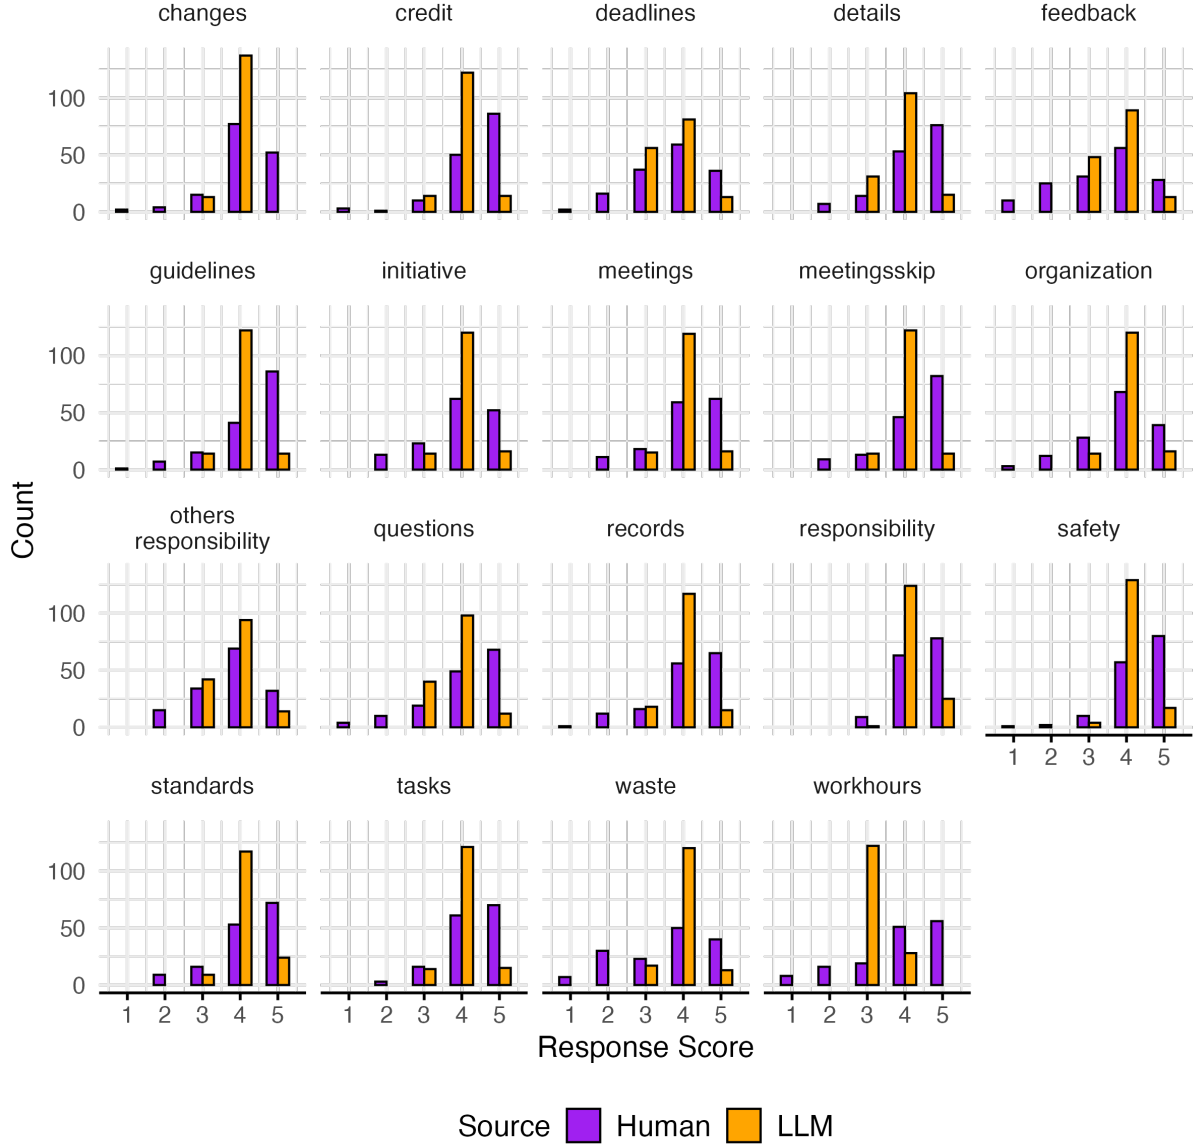 changes credit deadlines details feedback
100
50
0
guidelines initiative meetings meetingsskip organization
100
50
0
others
responsibility questions records responsibility safety
100
50
0
1 2 3 4 5
standards tasks waste workhours
100
50
0
1 2 3 4 5 1 2 3 4 5 1 2 3 4 5 1 2 3 4 5
Count
Response Score
Source Human LLM